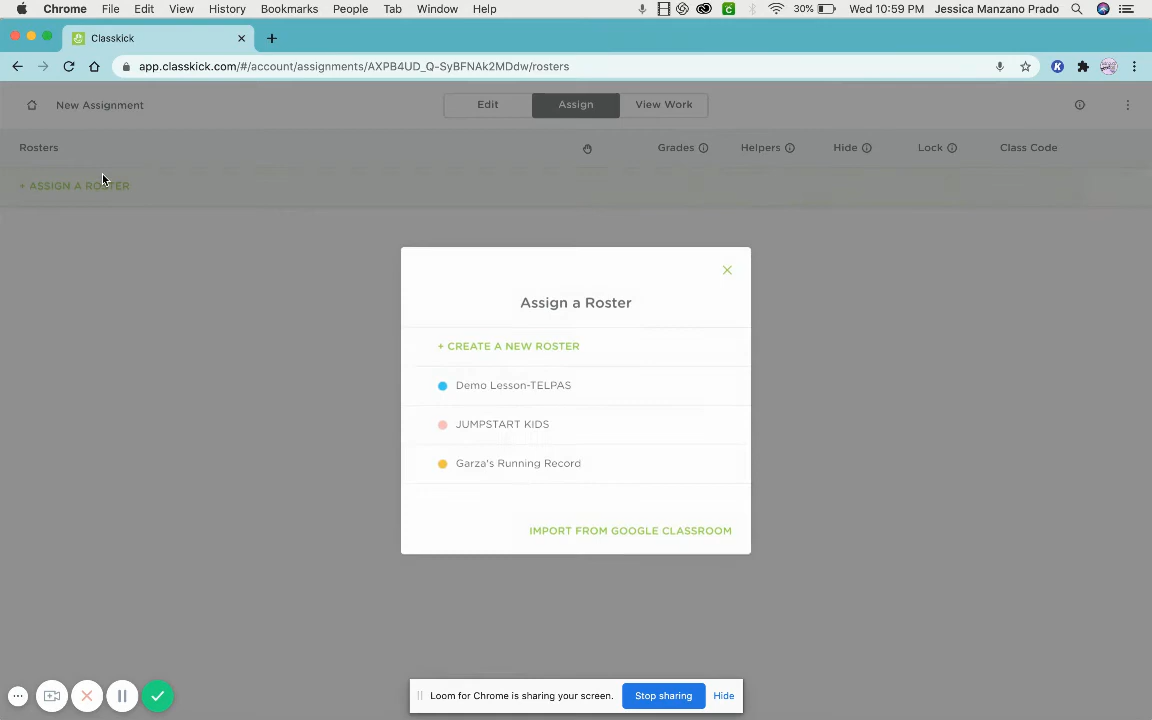 Chrome File Edit View History Bookmarks People Tab Window Help 30% Wed 10:59 PM Jessica Manzano Prado
Classkick
app.classkick.com/#/account/assignments/AXPB4UD_Q-SyBFNAk2MDdw/rosters
New Assignment Edit Assign View Work
Rosters Grades Helpers Hide Lock Class Code
+ ASSIGN A ROSTER
Assign a Roster
+ CREATE A NEW ROSTER
Demo Lesson-TELPAS
JUMPSTART KIDS
Garza's Running Record
IMPORT FROM GOOGLE CLASSROOM
Loom for Chrome is sharing your screen. Stop sharing Hide